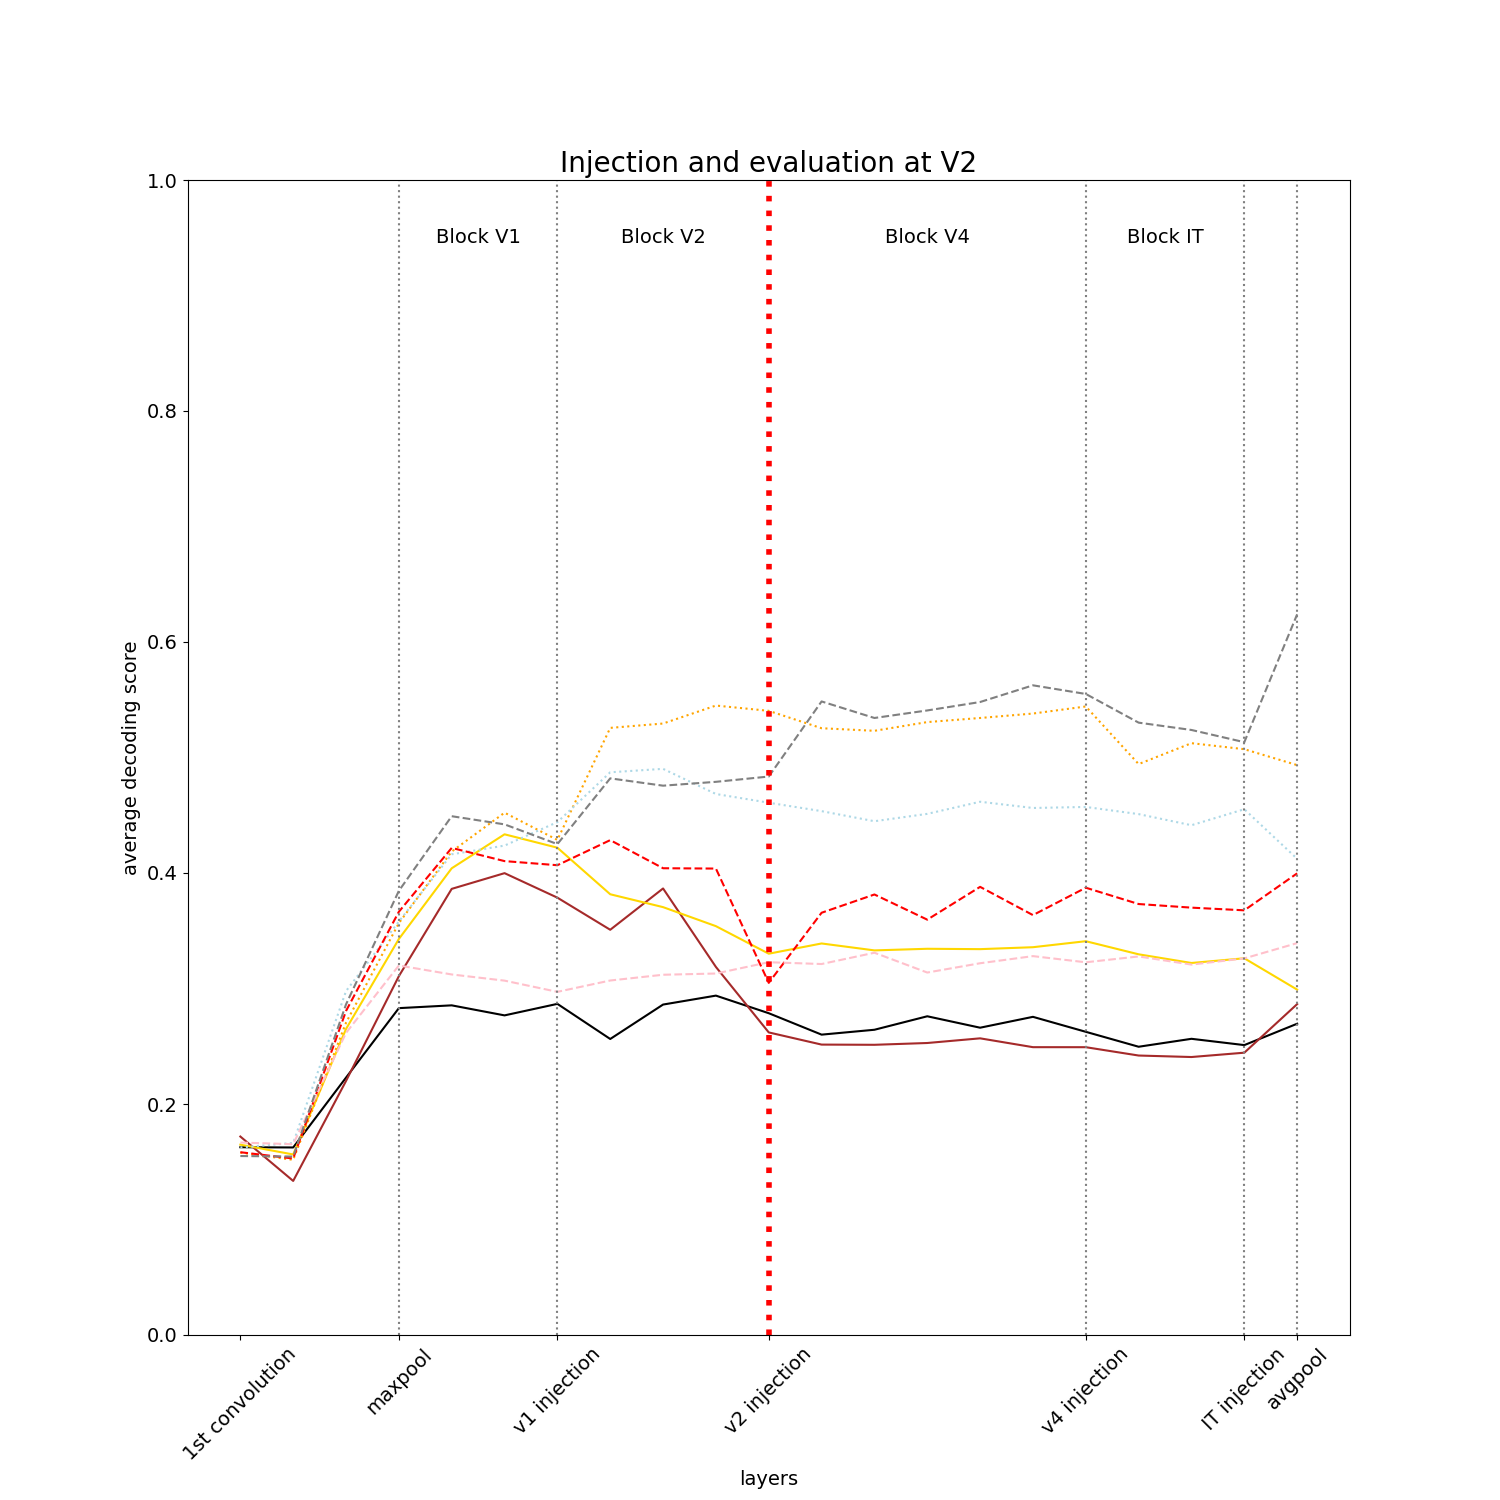 Injection and evaluation at V2
1.0
0.8
0.6
0.4
0.2
0.0
average decoding score
Block V1
Block V2
Block V4
Block IT
1st convolution
maxpool
v1 injection
v2 injection
v4 injection
IT injection
avgpool
layers